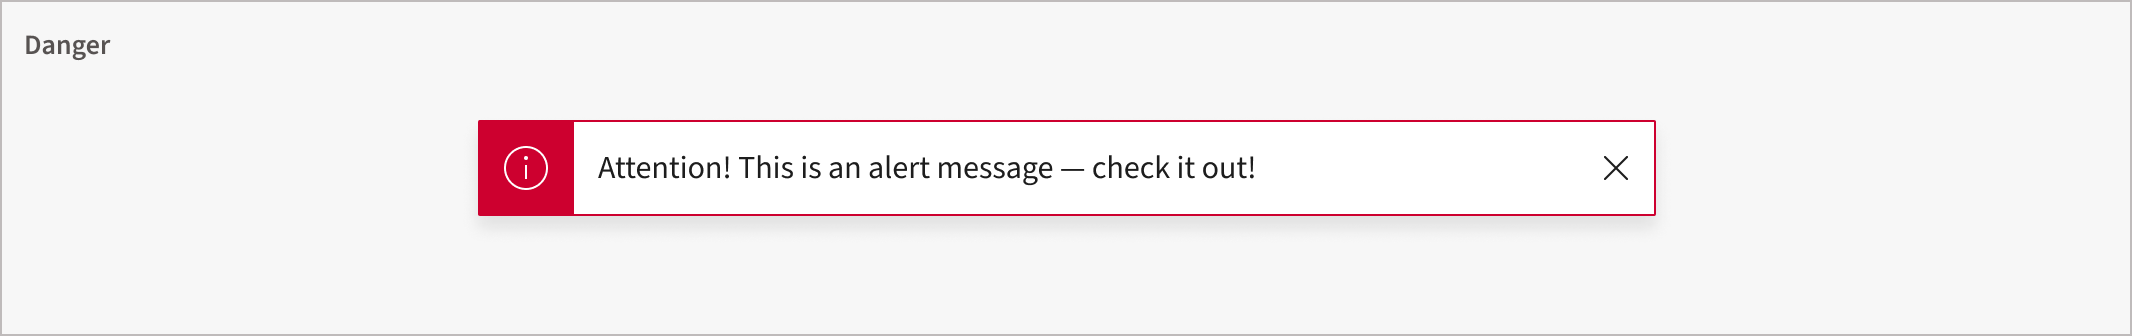 Danger
Attention! This is an alert message — check it out!